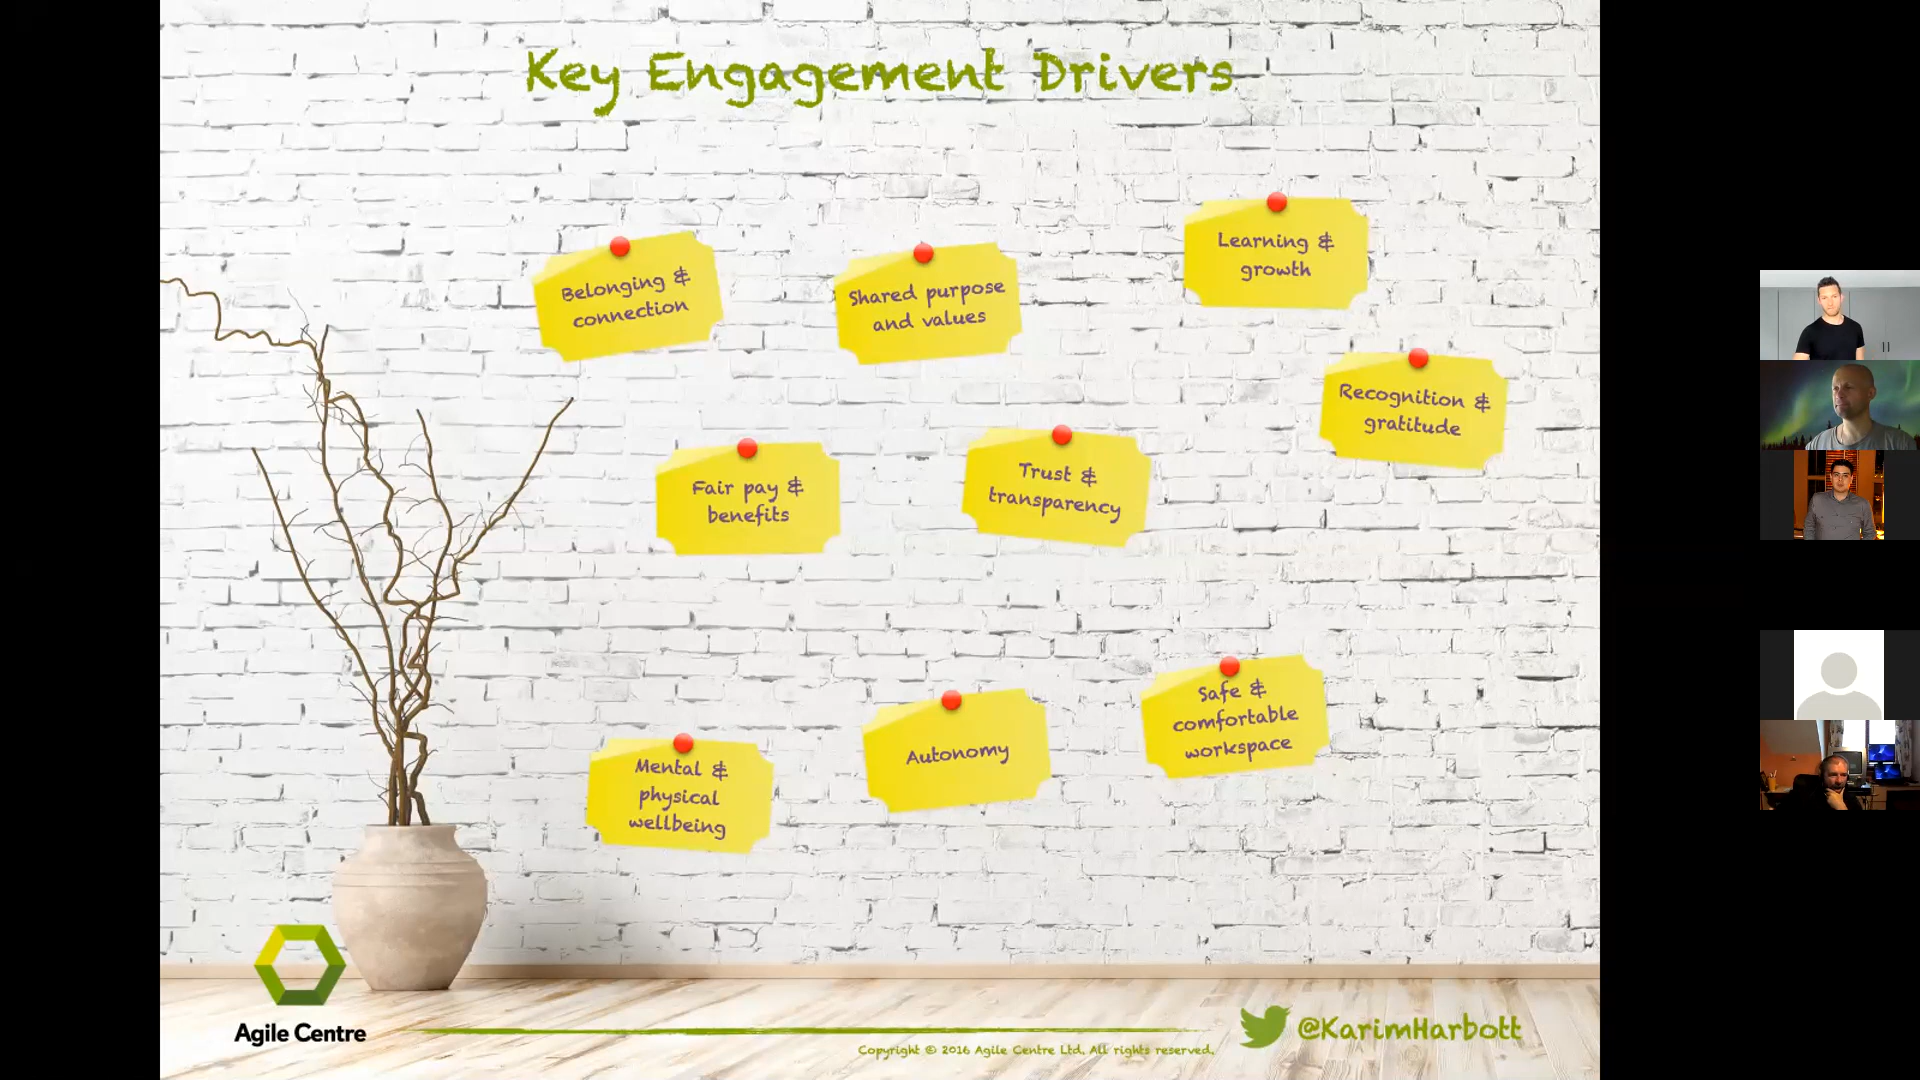 Key Engagement Drivers
Belonging &
connection
Shared purpose
and values
Learning &
growth
Recognition &
gratitude
Fair pay &
benefits
Trust &
transparency
Mental &
physical
wellbeing
Autonomy
Safe &
comfortable
workspace
Agile Centre
@KarimHarbott
Copyright © 2016 Agile Centre Ltd. All rights reserved.